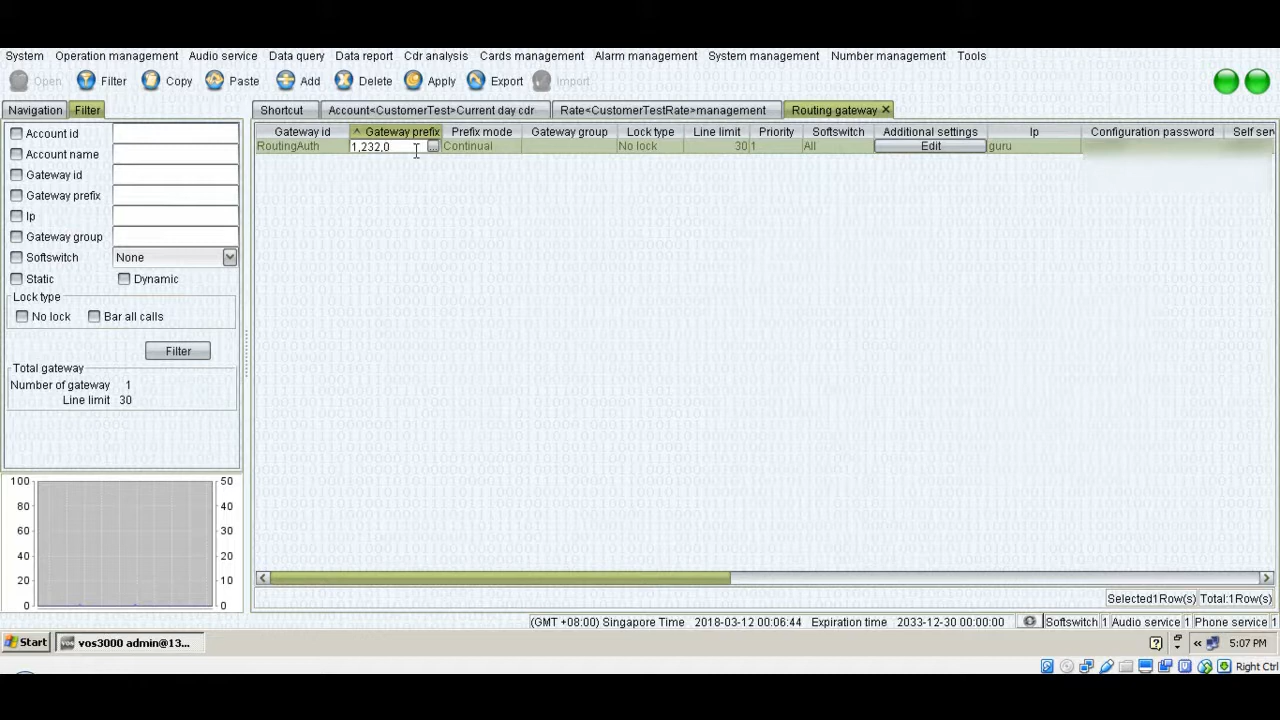 System Operation management Audio service Data query Data report Cdr analysis Cards management Alarm management System management Number management Tools
Open Filter Copy Paste Add Delete Apply Export Import
Navigation Filter Shortcut Account<CustomerTest>Current day cdr Rate<CustomerTestRate>management Routing gateway
Gateway id Gateway prefix Prefix mode Gateway group Lock type Line limit Priority Softswitch Additional settings Ip Configuration password Self ser
RoutingAuth 1,232,0 ... Continual No lock 30 1 All Edit guru
Account id
Account name
Gateway id
Gateway prefix
Ip
Gateway group
Softswitch None
Static Dynamic
Lock type
No lock Bar all calls
Filter
Total gateway
Number of gateway 1
Line limit 30
100 50
80 40
60 30
40 20
20 10
0 0
Selected1Row(s) Total:1Row(s)
(GMT +08:00) Singapore Time 2018-03-12 00:06:44 Expiration time 2033-12-30 00:00:00 Softswitch 1 Audio service 1 Phone service 1
Start vos3000 admin@13... 5:07 PM
Right Ctrl